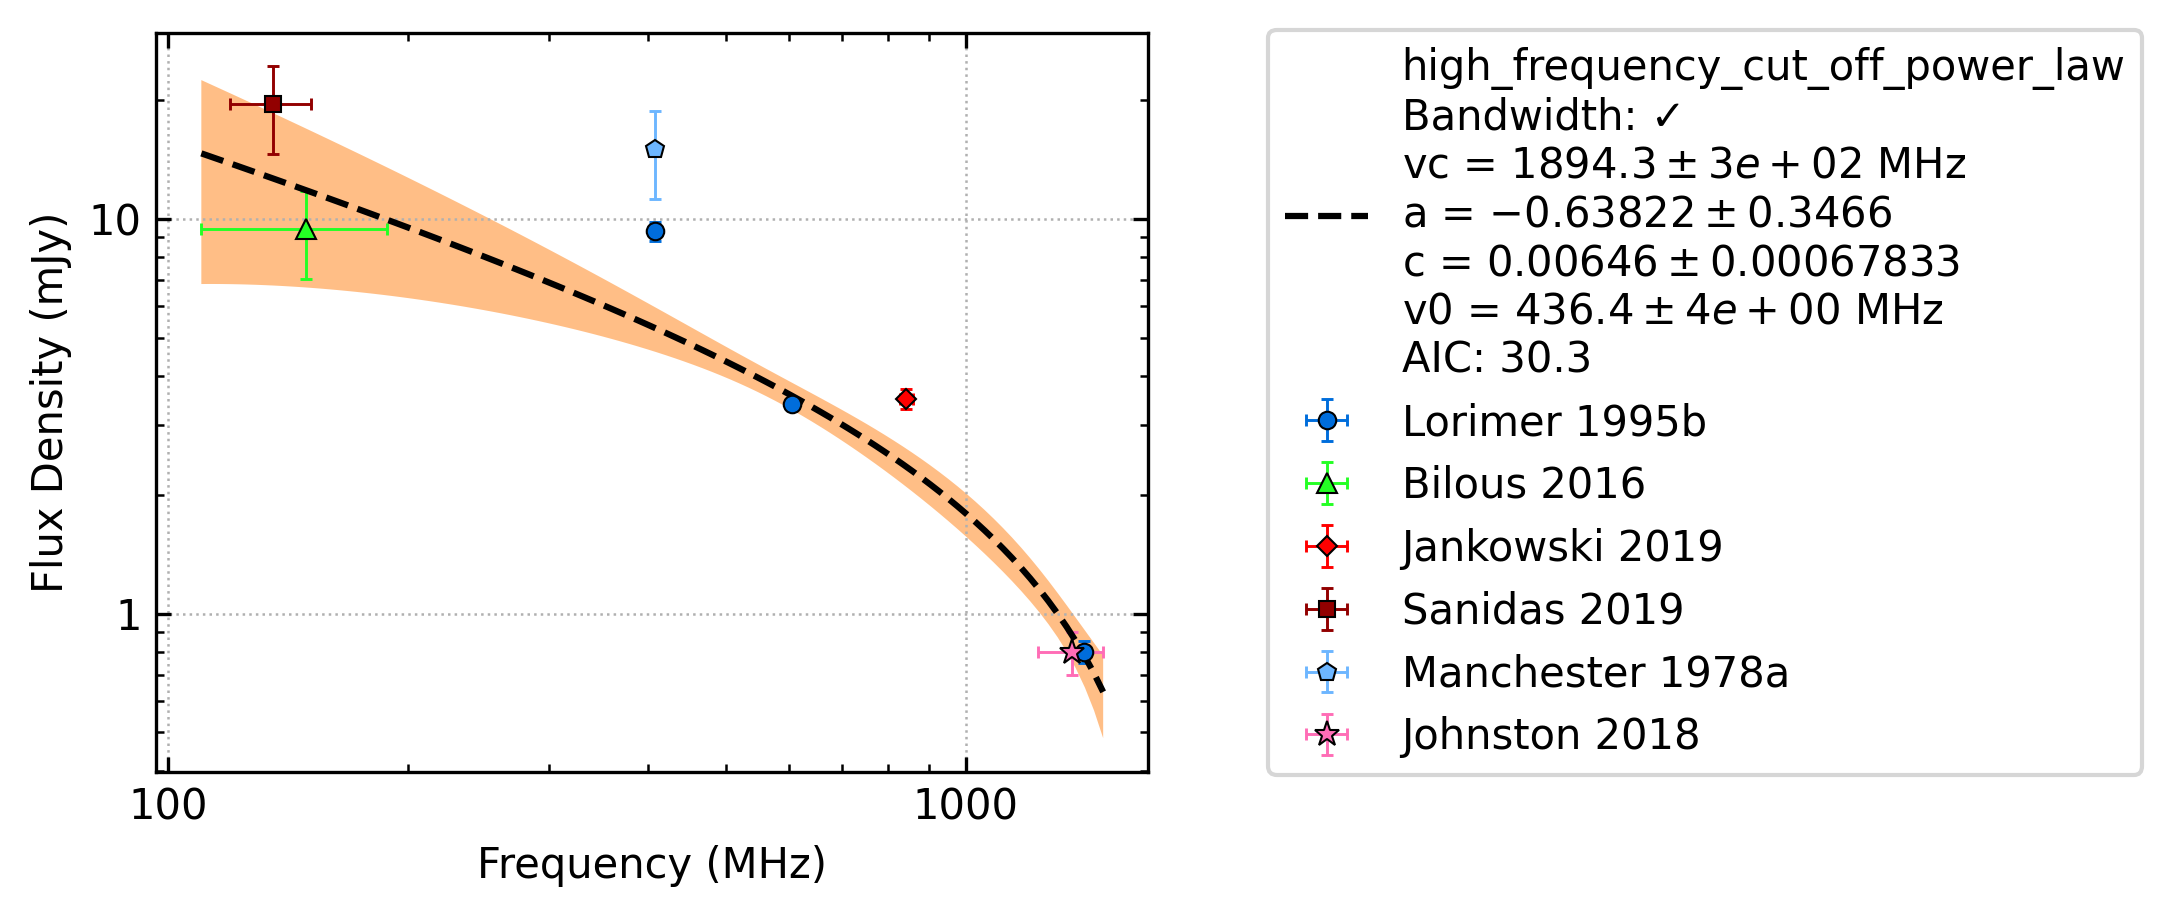 high_frequency_cut_off_power_law
Bandwidth: ✓
vc = 1894.3 ± 3e + 02 MHz
a = −0.63822 ± 0.3466
c = 0.00646 ± 0.00067833
v0 = 436.4 ± 4e + 00 MHz
AIC: 30.3
Lorimer 1995b
Bilous 2016
Jankowski 2019
Sanidas 2019
Manchester 1978a
Johnston 2018
Flux Density (mJy)
10
1
100
1000
Frequency (MHz)